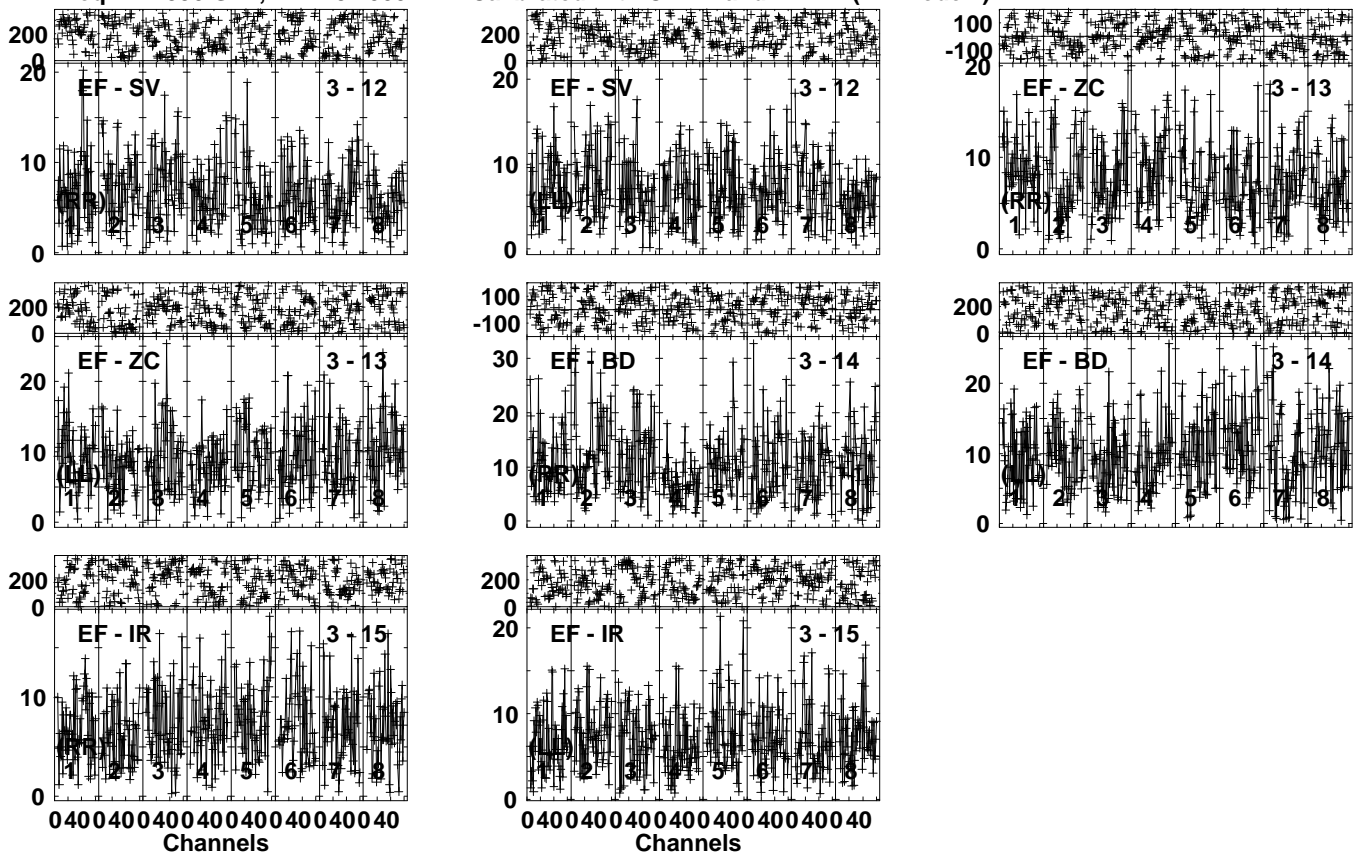 200 200 100
0 0 -100
20 EF - SV 3 - 12 20 EF - SV 3 - 12 20 EF - ZC 3 - 13
10 10 10
(RR) (LL) (RR)
1 2 3 4 5 6 7 8 1 2 3 4 5 6 7 8 1 2 3 4 5 6 7 8
0 0 0
200 100 200
0 -100 0
EF - ZC 3 - 13 30 EF - BD 3 - 14 EF - BD 3 - 14
20 20 20
10 10 10
(LL) (RR) (LL)
1 2 3 4 5 6 7 8 1 2 3 4 5 6 7 8 1 2 3 4 5 6 7 8
0 0 0
200 200
0 0
EF - IR 3 - 15 20 EF - IR 3 - 15
10 10
(RR) (LL)
1 2 3 4 5 6 7 8 1 2 3 4 5 6 7 8
0 0
0 40 0 40 0 40 0 40 0 40 0 40 0 40 0 40 0 40 0 40 0 40 0 40 0 40 0 40 0 40 0 40
Channels Channels